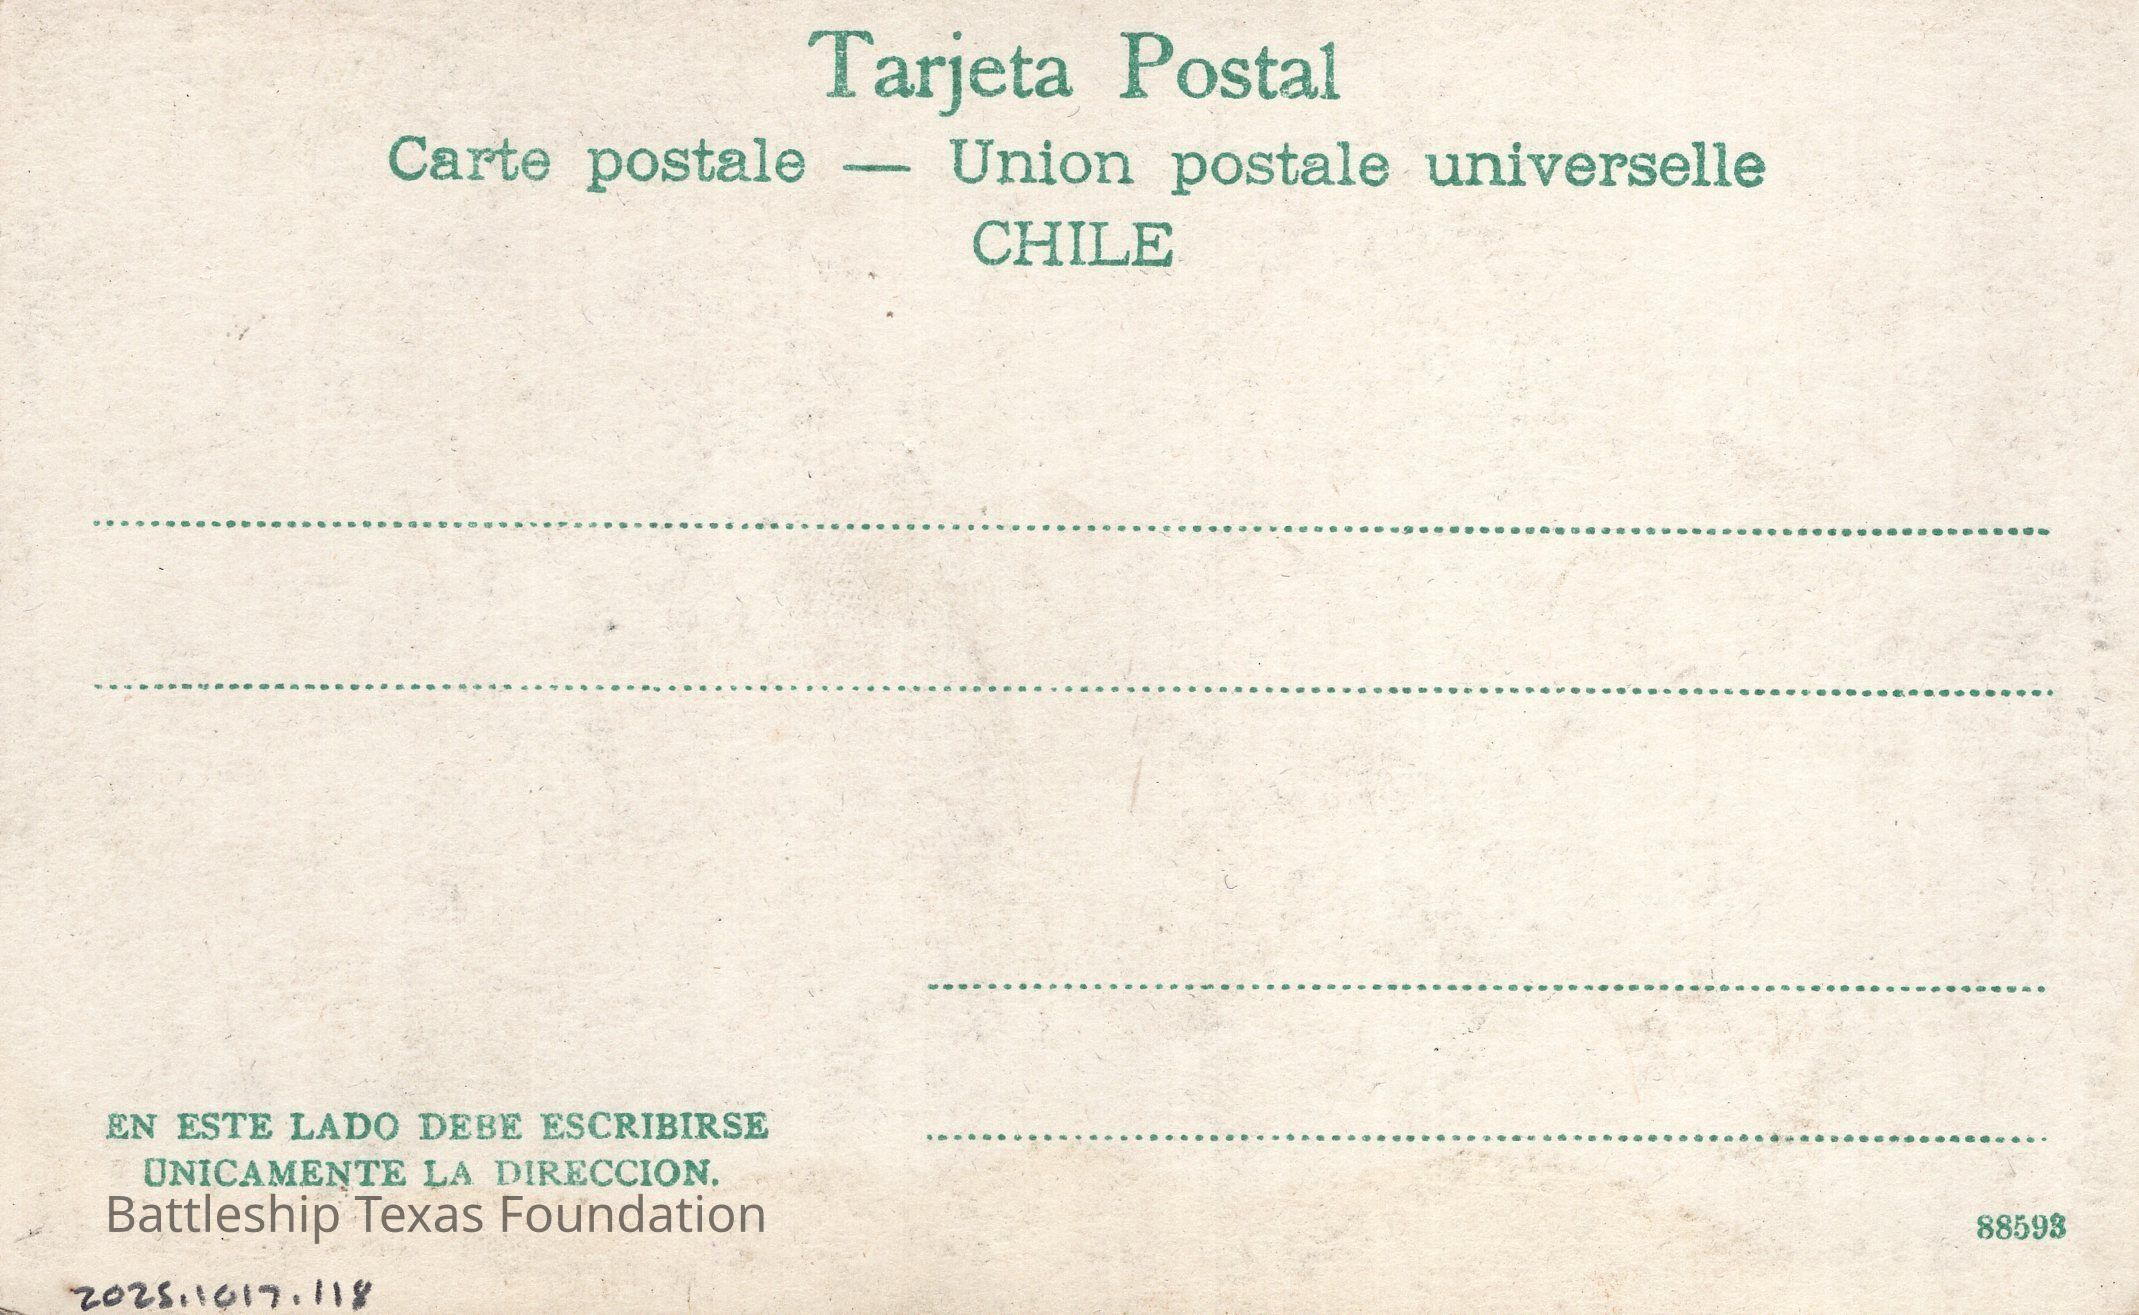 Tarjeta Postal
Carte postale — Union postale universelle
CHILE
EN ESTE LADO DEBE ESCRIBIRSE
UNICAMENTE LA DIRECCION.
Battleship Texas Foundation
88593
2025.1017.118